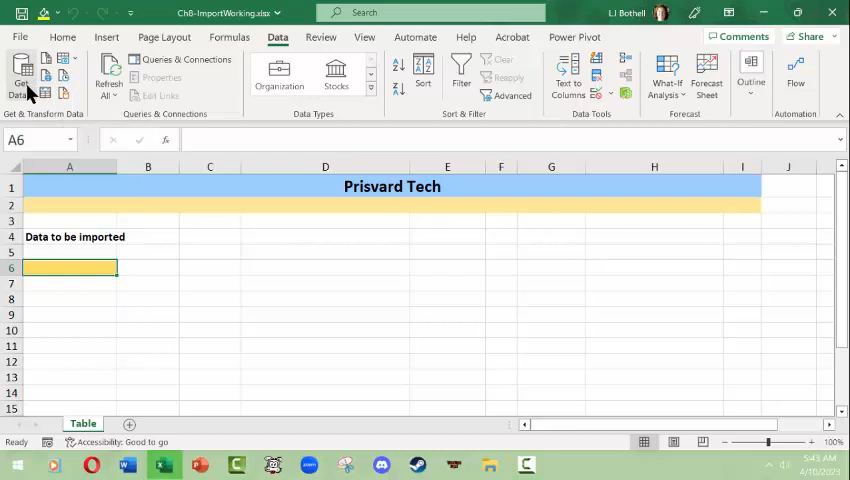 Ch8-ImportWorking.xlsx
Search
LJ Bothell
File
Home
Insert
Page Layout
Formulas
Data
Review
View
Automate
Help
Acrobat
Power Pivot
Comments
Share
Get
Data
Refresh
All
Queries & Connections
Properties
Edit Links
Organization
Stocks
Sort
Clear
Reapply
Advanced
Text to
Columns
What-If
Analysis
Forecast
Sheet
Outline
Flow
Get & Transform Data
Queries & Connections
Data Types
Sort & Filter
Data Tools
Forecast
Automation
A6
fx
A B C D E F G H I J
1 Prisvard Tech
2
3
4 Data to be imported
5
6
7
8
9
10
11
12
13
14
15
Table
Ready
Accessibility: Good to go
100%
5:43 AM
4/10/2023